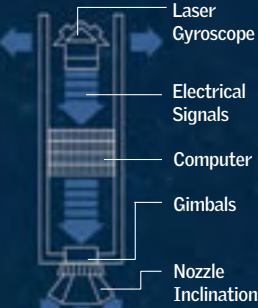 Laser
Gyroscope
Electrical
Signals
Computer
Gimbals
Nozzle
Inclination